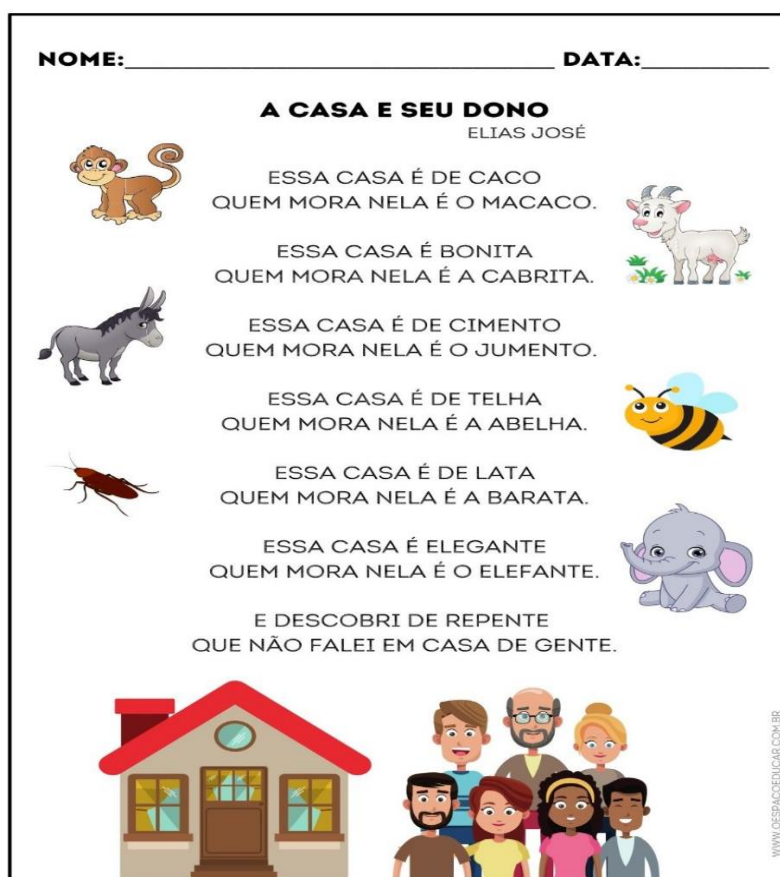 NOME:____________________ DATA:__________
A CASA E SEU DONO
ELIAS JOSÉ
ESSA CASA É DE CACO
QUEM MORA NELA É O MACACO.
ESSA CASA É BONITA
QUEM MORA NELA É A CABRITA.
ESSA CASA É DE CIMENTO
QUEM MORA NELA É O JUMENTO.
ESSA CASA É DE TELHA
QUEM MORA NELA É A ABELHA.
ESSA CASA É DE LATA
QUEM MORA NELA É A BARATA.
ESSA CASA É ELEGANTE
QUEM MORA NELA É O ELEFANTE.
E DESCOBRI DE REPENTE
QUE NÃO FALEI EM CASA DE GENTE.
WWW.OESPACOEDUCAR.COM.BR